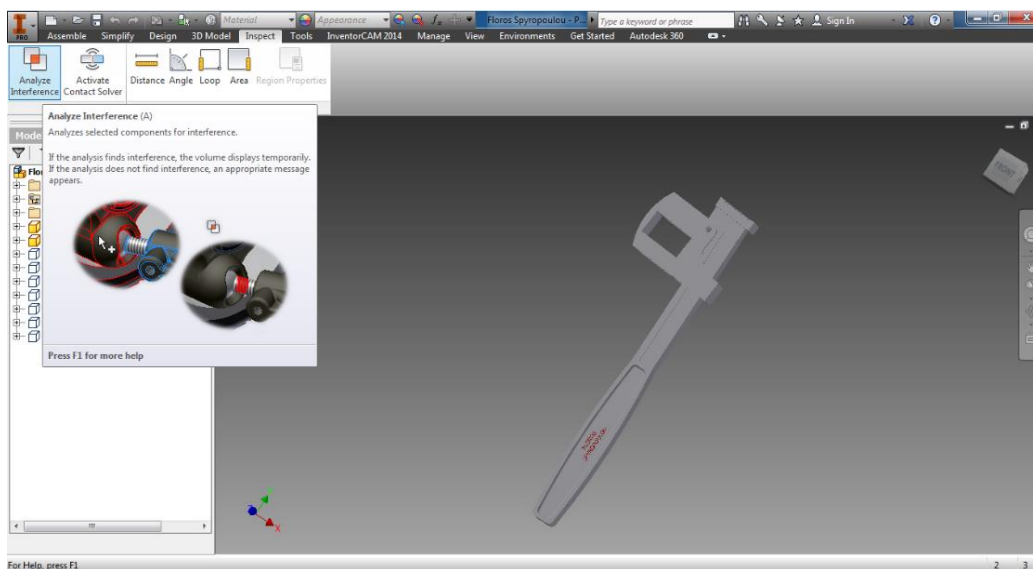 Material
Appearance
Floros Spyropoulou - P...
Type a keyword or phrase
Sign In
PRO
Assemble Simplify Design 3D Model Inspect Tools InventorCAM 2014 Manage View Environments Get Started Autodesk 360
Analyze Interference
Activate Contact Solver
Distance Angle Loop Area Region Properties
Analyze Interference (A)
Analyzes selected components for interference.
If the analysis finds interference, the volume displays temporarily.
If the analysis does not find interference, an appropriate message
appears.
Press F1 for more help
Mode
Flor
FRONT
X
For Help, press F1
2 3